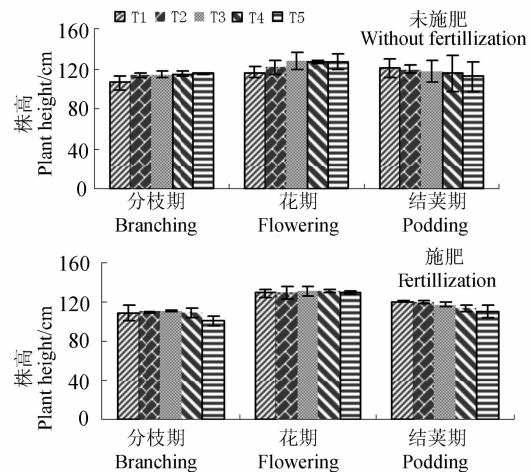 T1 T2 T3 T4 T5
160
120
80
40
0
株高
Plant height/cm
未施肥
Without fertillization
分枝期 花期 结荚期
Branching Flowering Podding
160
120
80
40
0
株高
Plant height/cm
施肥
Fertillization
分枝期 花期 结荚期
Branching Flowering Podding